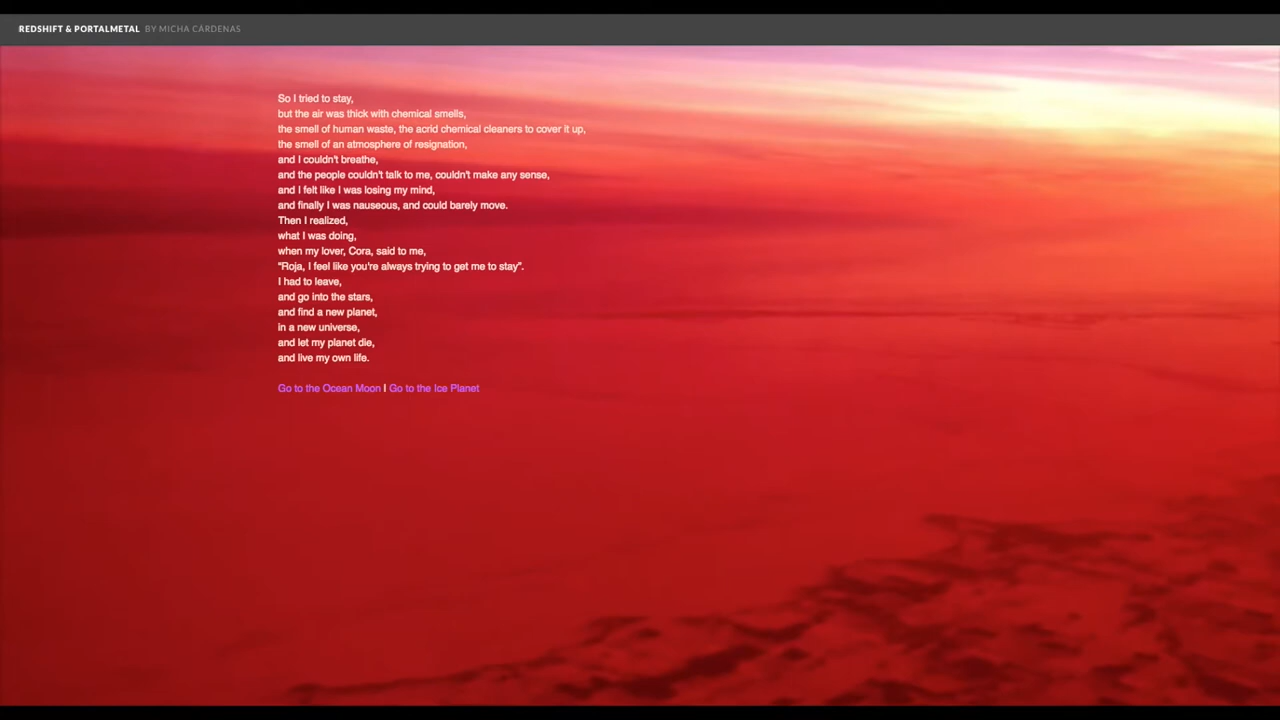 REDSHIFT & PORTALMETAL BY MICHA CÁRDENAS
So I tried to stay,
but the air was thick with chemical smells,
the smell of human waste, the acrid chemical cleaners to cover it up,
the smell of an atmosphere of resignation,
and I couldn't breathe,
and the people couldn't talk to me, couldn't make any sense,
and I felt like I was losing my mind,
and finally I was nauseous, and could barely move.
Then I realized,
what I was doing,
when my lover, Cora, said to me,
"Roja, I feel like you're always trying to get me to stay".
I had to leave,
and go into the stars,
and find a new planet,
in a new universe,
and let my planet die,
and live my own life.
Go to the Ocean Moon | Go to the Ice Planet